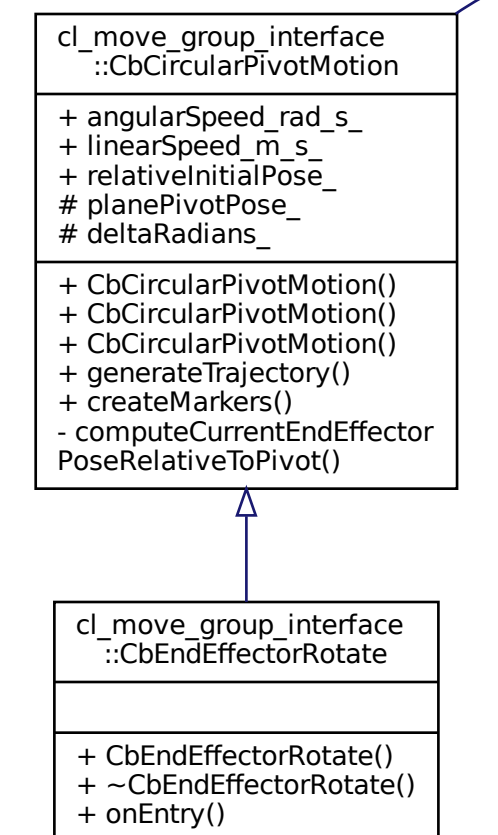 cl_move_group_interface
::CbCircularPivotMotion
+ angularSpeed_rad_s_
+ linearSpeed_m_s_
+ relativeInitialPose_
# planePivotPose_
# deltaRadians_
+ CbCircularPivotMotion()
+ CbCircularPivotMotion()
+ CbCircularPivotMotion()
+ generateTrajectory()
+ createMarkers()
- computeCurrentEndEffector
PoseRelativeToPivot()
cl_move_group_interface
::CbEndEffectorRotate
+ CbEndEffectorRotate()
+ ~CbEndEffectorRotate()
+ onEntry()